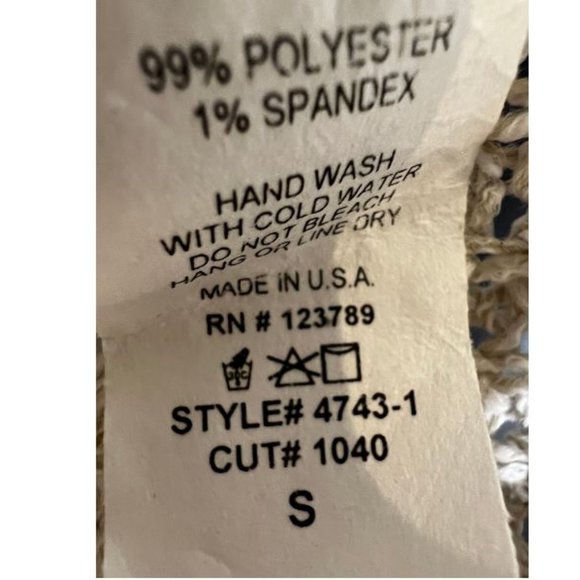 99% POLYESTER
1% SPANDEX
HAND WASH
WITH COLD WATER
DO NOT BLEACH
HANG OR LINE DRY
MADE IN U.S.A.
RN # 123789
STYLE# 4743-1
CUT# 1040
S